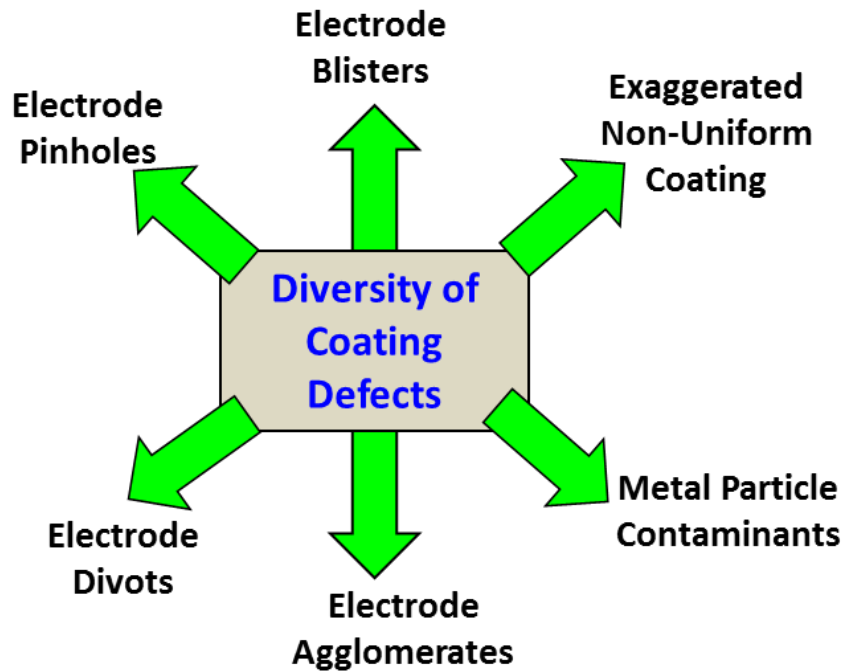 Electrode
Blisters
Exaggerated
Non-Uniform
Coating
Electrode
Pinholes
Diversity of
Coating
Defects
Metal Particle
Contaminants
Electrode
Divots
Electrode
Agglomerates